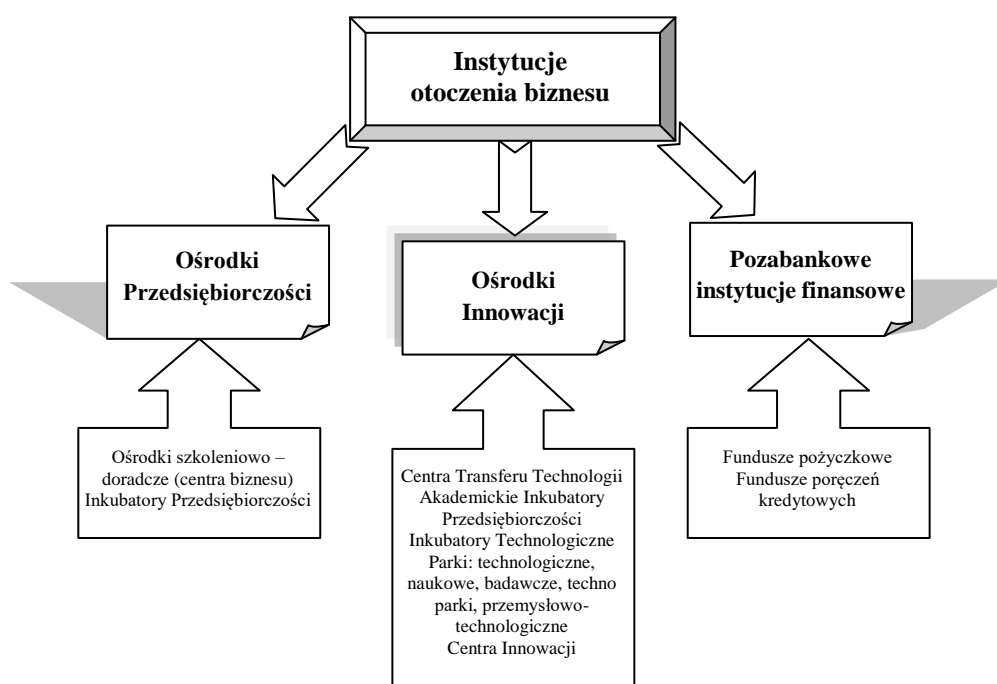 Instytucje
otoczenia biznesu
Ośrodki
Przedsiębiorczości
Ośrodki
Innowacji
Pozabankowe
instytucje finansowe
Ośrodki szkoleniowo –
doradcze (centra biznesu)
Inkubatory Przedsiębiorczości
Centra Transferu Technologii
Akademickie Inkubatory
Przedsiębiorczości
Inkubatory Technologiczne
Parki: technologiczne,
naukowe, badawcze, techno
parki, przemysłowo-
technologiczne
Centra Innowacji
Fundusze pożyczkowe
Fundusze poręczeń
kredytowych